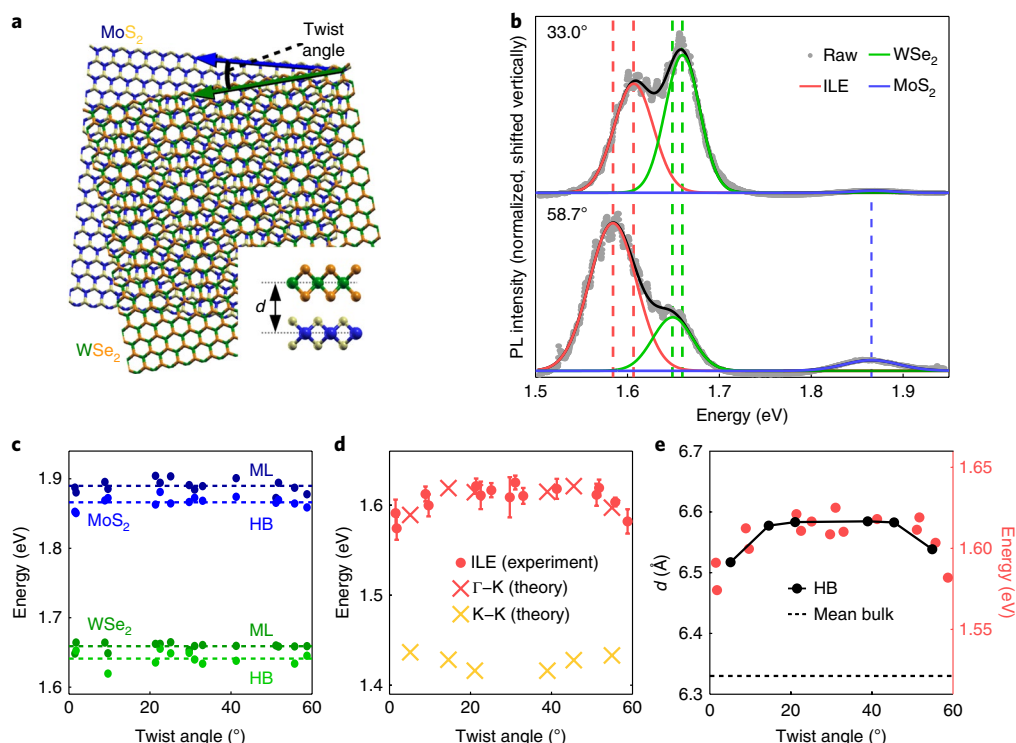 a
MoS₂
Twist
angle
d
WSe₂
b
33.0°
Raw
WSe₂
ILE
MoS₂
58.7°
PL intensity (normalized, shifted vertically)
1.5 1.6 1.7 1.8 1.9
Energy (eV)
c
Energy (eV)
1.9
1.8
1.7
1.6
ML
MoS₂
HB
WSe₂
ML
HB
0 20 40 60
Twist angle (°)
d
Energy (eV)
1.6
1.4
ILE (experiment)
Γ–K (theory)
K–K (theory)
0 20 40 60
Twist angle (°)
e
d (Å)
6.7
6.6
6.5
6.4
6.3
HB
Mean bulk
1.65
1.60
1.55
Energy (eV)
0 20 40 60
Twist angle (°)